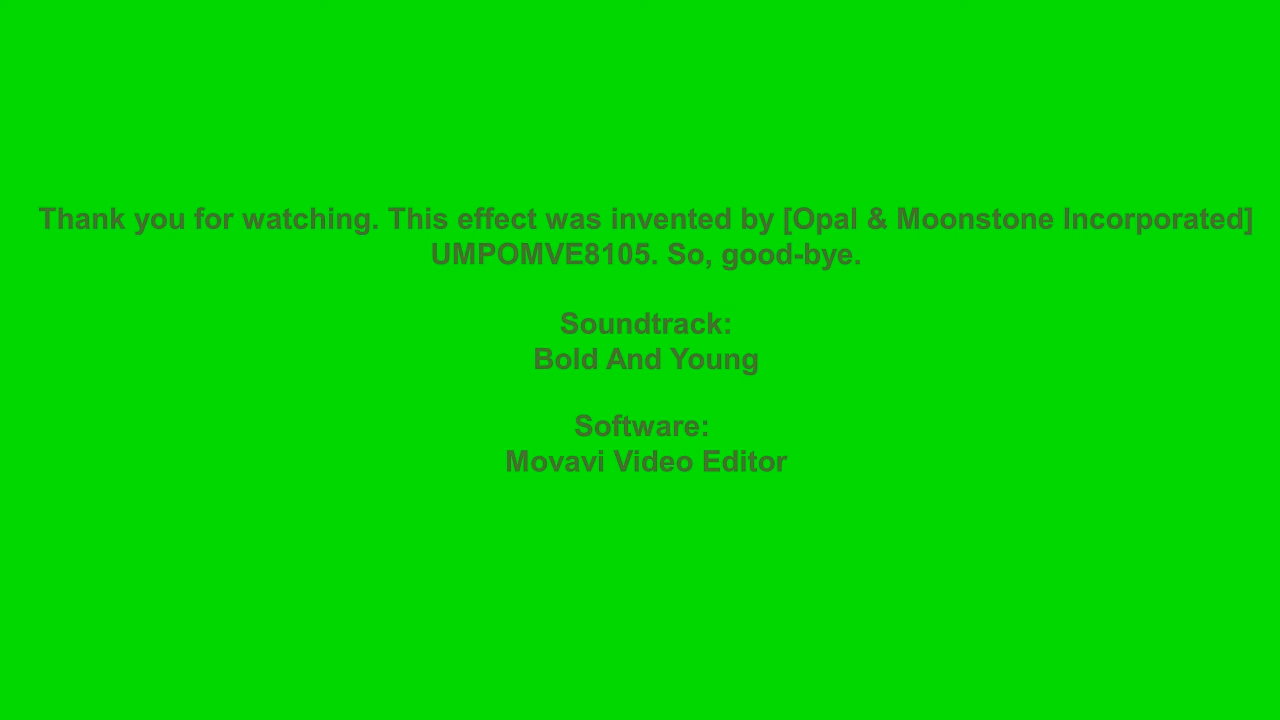 Thank you for watching. This effect was invented by [Opal & Moonstone Incorporated]
UMPOMVE8105. So, good-bye.
Soundtrack:
Bold And Young
Software:
Movavi Video Editor